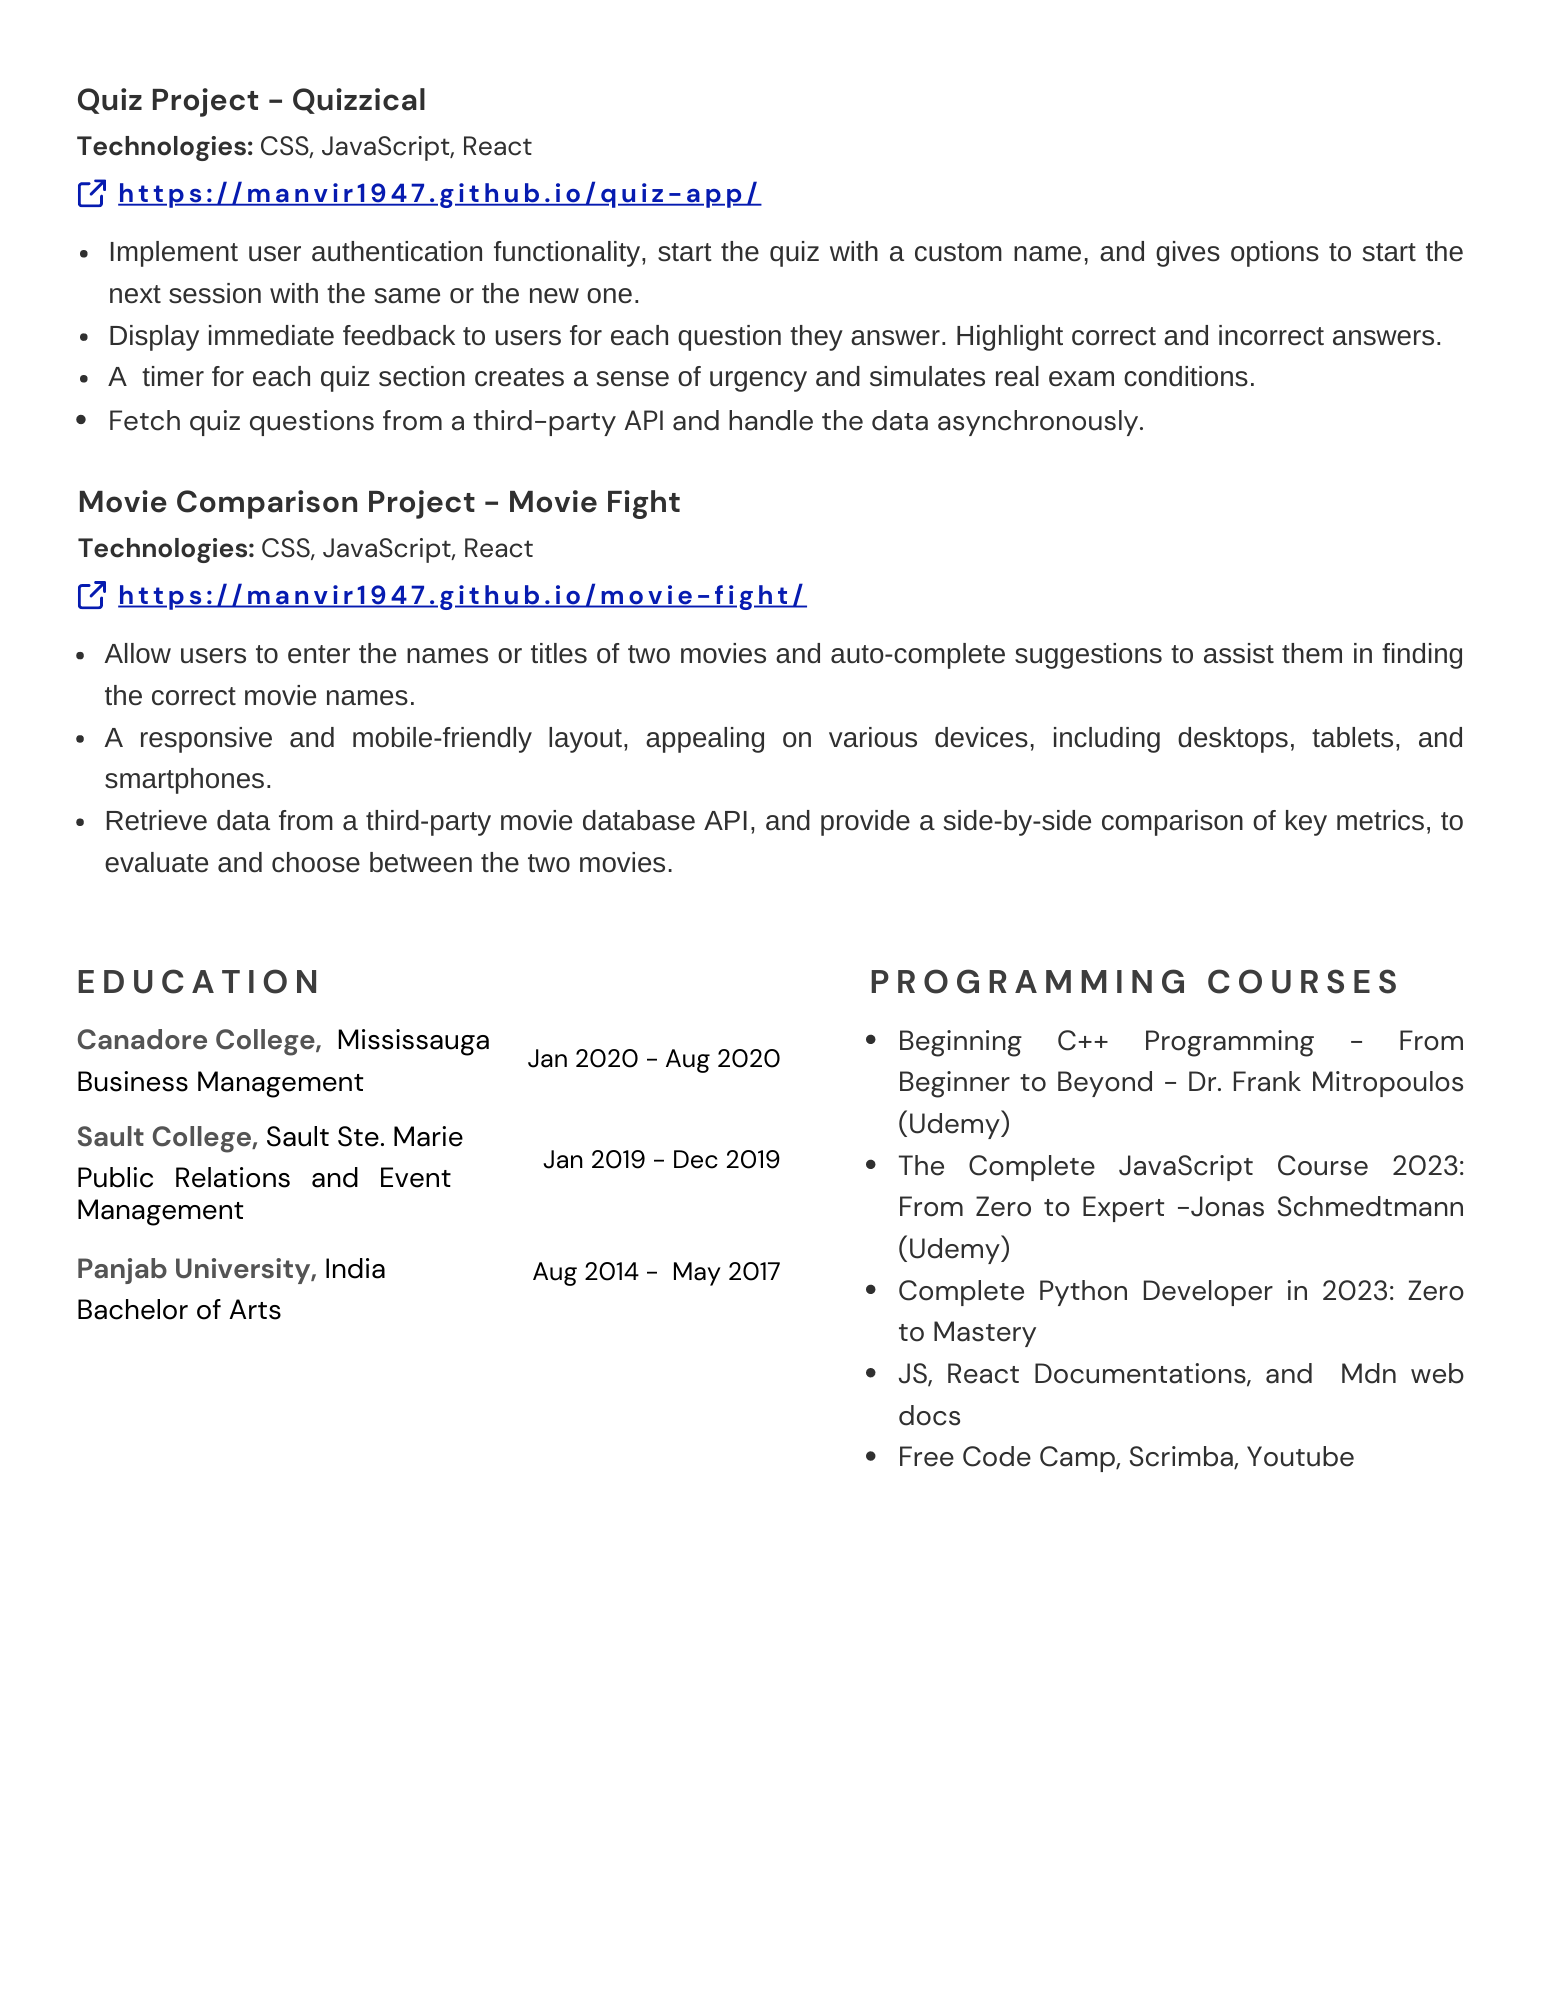 Quiz Project - Quizzical
Technologies: CSS, JavaScript, React
https://manvir1947.github.io/quiz-app/
• Implement user authentication functionality, start the quiz with a custom name, and gives options to start the
next session with the same or the new one.
• Display immediate feedback to users for each question they answer. Highlight correct and incorrect answers.
• A  timer for each quiz section creates a sense of urgency and simulates real exam conditions.
• Fetch quiz questions from a third-party API and handle the data asynchronously.
Movie Comparison Project - Movie Fight
Technologies: CSS, JavaScript, React
https://manvir1947.github.io/movie-fight/
• Allow users to enter the names or titles of two movies and auto-complete suggestions to assist them in finding
the correct movie names.
• A responsive and mobile-friendly layout, appealing on various devices, including desktops, tablets, and
smartphones.
• Retrieve data from a third-party movie database API, and provide a side-by-side comparison of key metrics, to
evaluate and choose between the two movies.
EDUCATION
Canadore College,  Mississauga
Jan 2020 - Aug 2020
Business Management
Sault College, Sault Ste. Marie
Jan 2019 - Dec 2019
Public Relations and Event
Management
Panjab University, India
Aug 2014 -  May 2017
Bachelor of Arts
PROGRAMMING COURSES
• Beginning C++ Programming - From
Beginner to Beyond - Dr. Frank Mitropoulos
(Udemy)
• The Complete JavaScript Course 2023:
From Zero to Expert -Jonas Schmedtmann
(Udemy)
• Complete Python Developer in 2023: Zero
to Mastery
• JS, React Documentations, and  Mdn web
docs
• Free Code Camp, Scrimba, Youtube